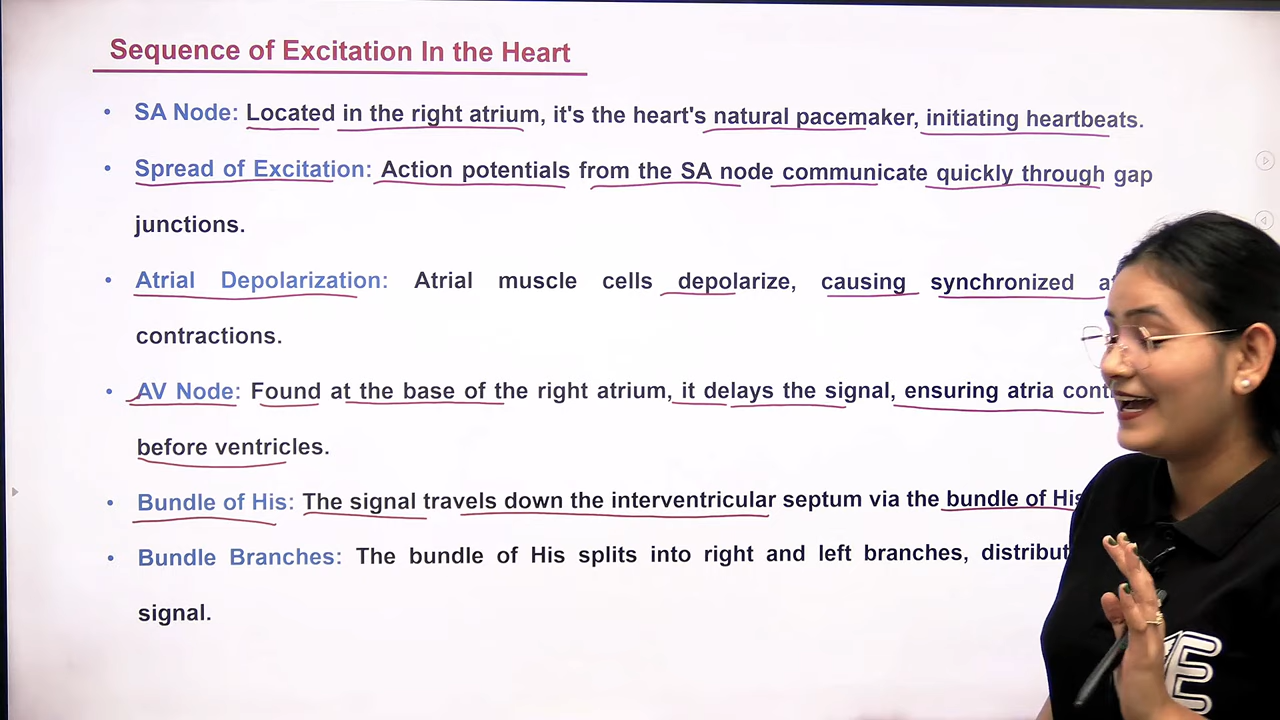 Sequence of Excitation In the Heart
• SA Node: Located in the right atrium, it's the heart's natural pacemaker, initiating heartbeats.
• Spread of Excitation: Action potentials from the SA node communicate quickly through gap
junctions.
• Atrial Depolarization: Atrial muscle cells depolarize, causing synchronized
contractions.
• AV Node: Found at the base of the right atrium, it delays the signal, ensuring atria
before ventricles.
• Bundle of His: The signal travels down the interventricular septum via the bundle of His
• Bundle Branches: The bundle of His splits into right and left branches,
signal.
E